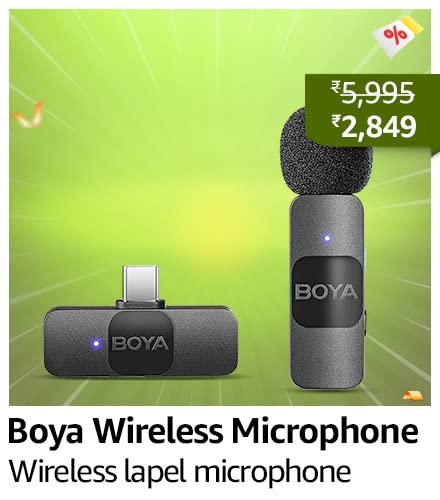 %
₹5,995
₹2,849
BOYA
BOYA
Boya Wireless Microphone
Wireless lapel microphone